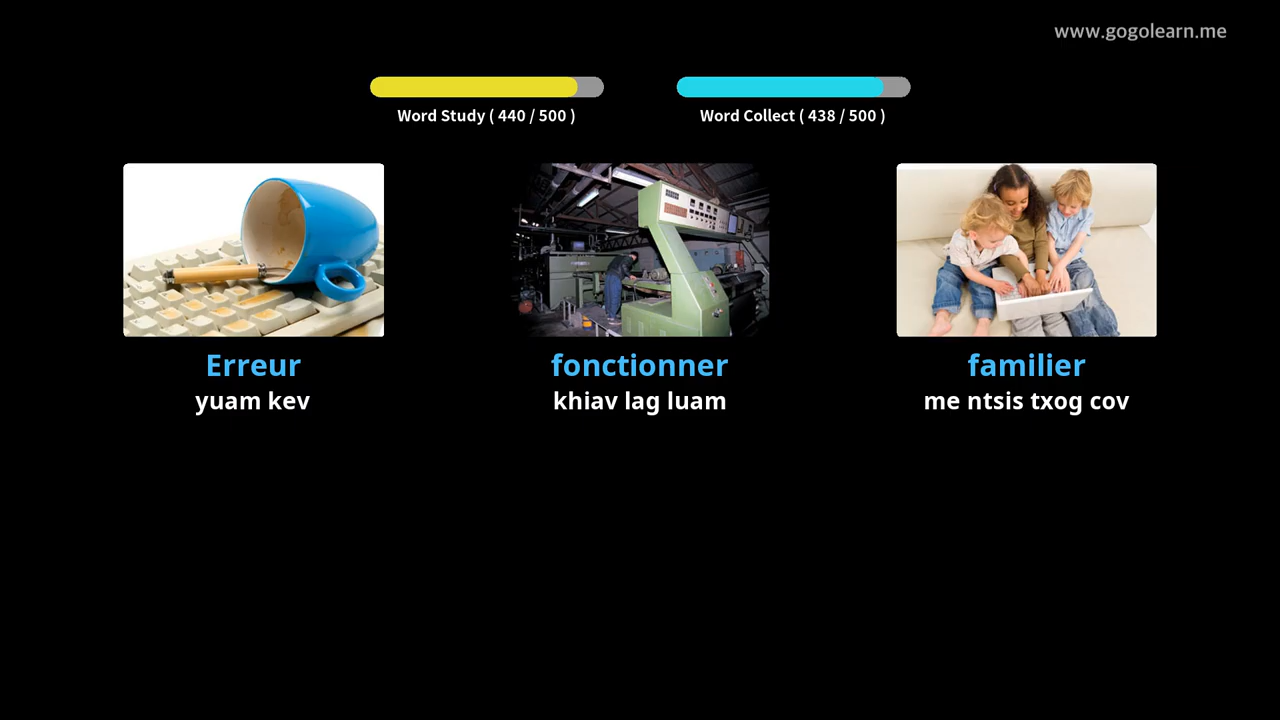 www.gogolearn.me
Word Study ( 440 / 500 )
Word Collect ( 438 / 500 )
Erreur
yuam kev
fonctionner
khiav lag luam
familier
me ntsis txog cov